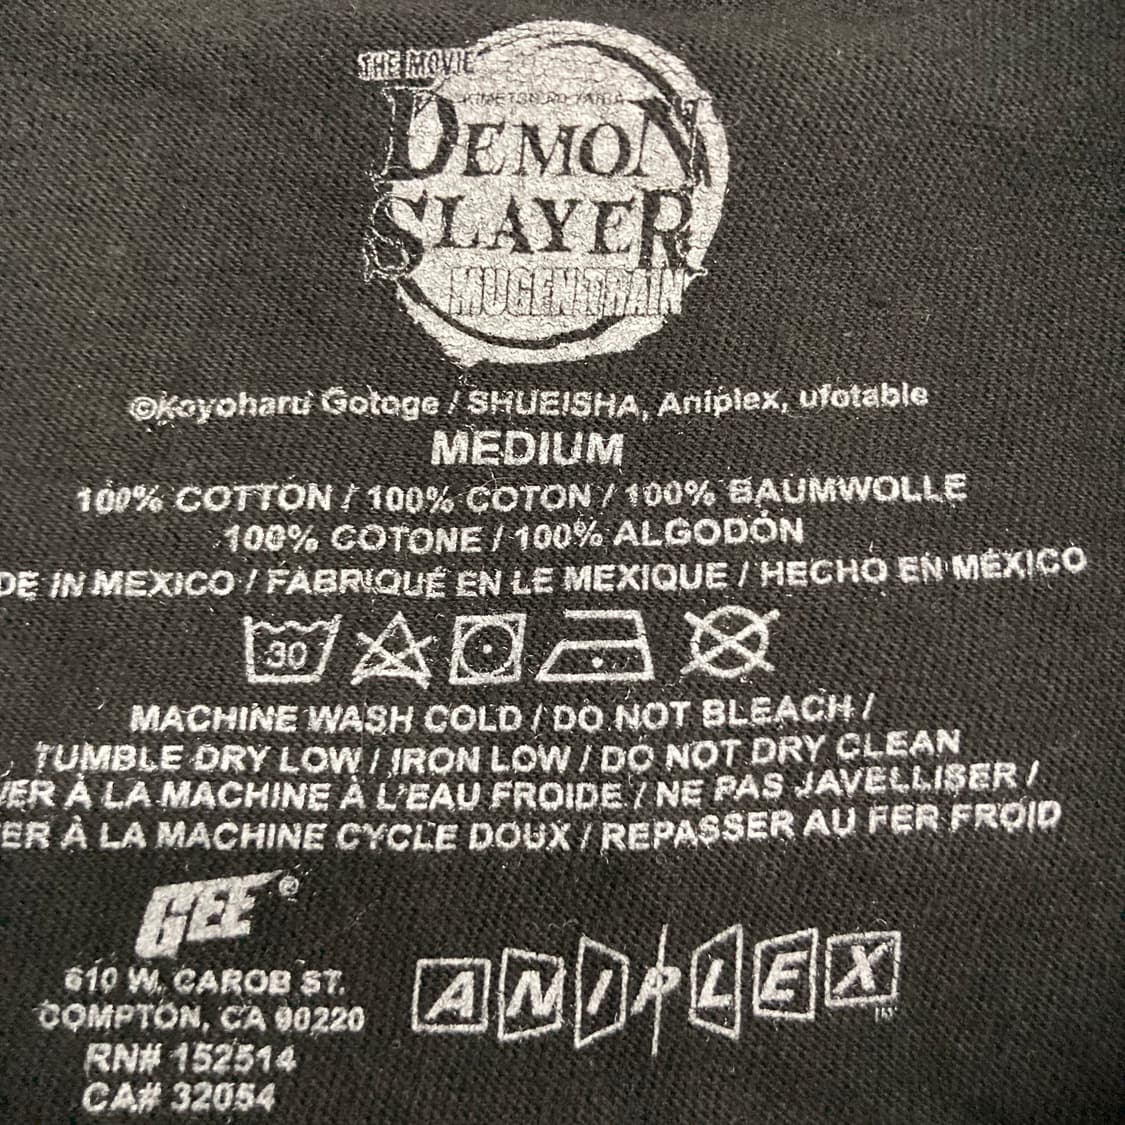 THE MOVIE
KIMETSU NO YAIBA
DEMON
SLAYER
MUGEN TRAIN
©Koyoharu Gotoge / SHUEISHA, Aniplex, ufotable
MEDIUM
100% COTTON / 100% COTON / 100% BAUMWOLLE
100% COTONE / 100% ALGODÓN
DE IN MEXICO / FABRIQUÉ EN LE MEXIQUE / HECHO EN MÉXICO
30
MACHINE WASH COLD / DO NOT BLEACH /
TUMBLE DRY LOW / IRON LOW / DO NOT DRY CLEAN
VER À LA MACHINE À L'EAU FROIDE / NE PAS JAVELLISER /
ER À LA MACHINE CYCLE DOUX / REPASSER AU FER FROID
GEE®
610 W. CAROB ST.
COMPTON, CA 90220
RN# 152514
CA# 32054
ANIPLEX